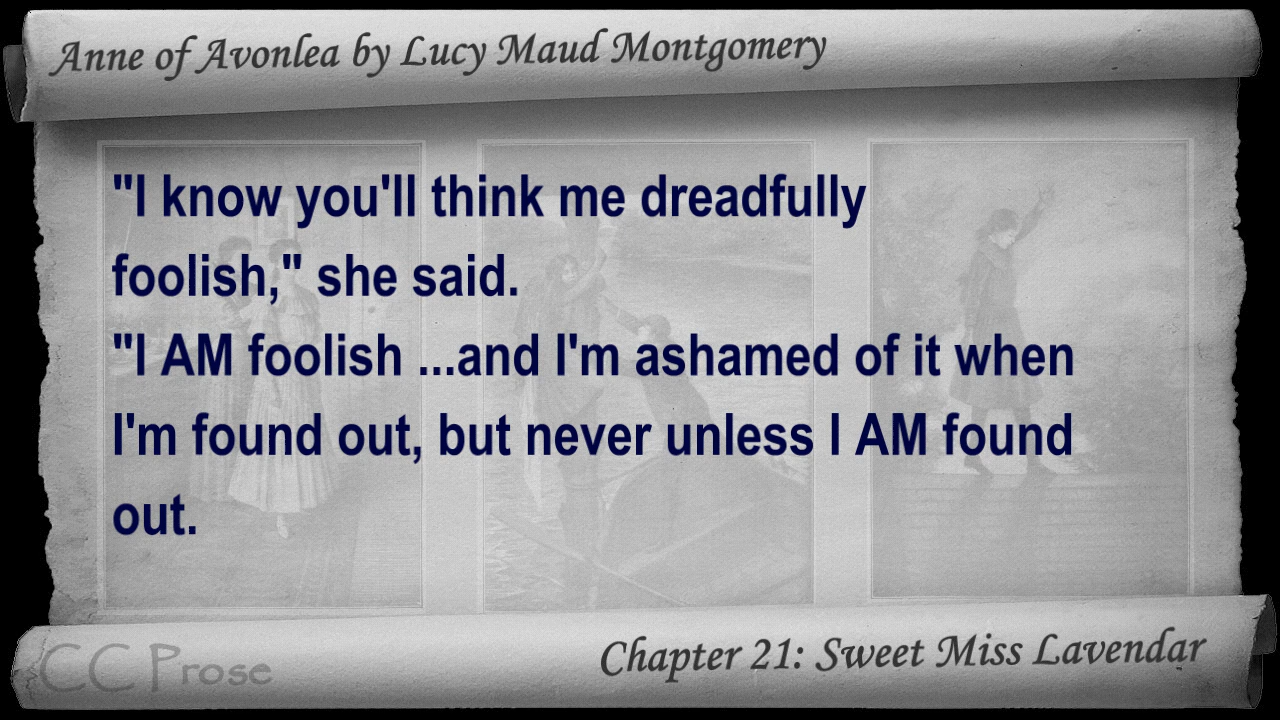 Anne of Avonlea by Lucy Maud Montgomery
"I know you'll think me dreadfully
foolish," she said.
"I AM foolish ...and I'm ashamed of it when
I'm found out, but never unless I AM found
out.
CC Prose
Chapter 21: Sweet Miss Lavendar